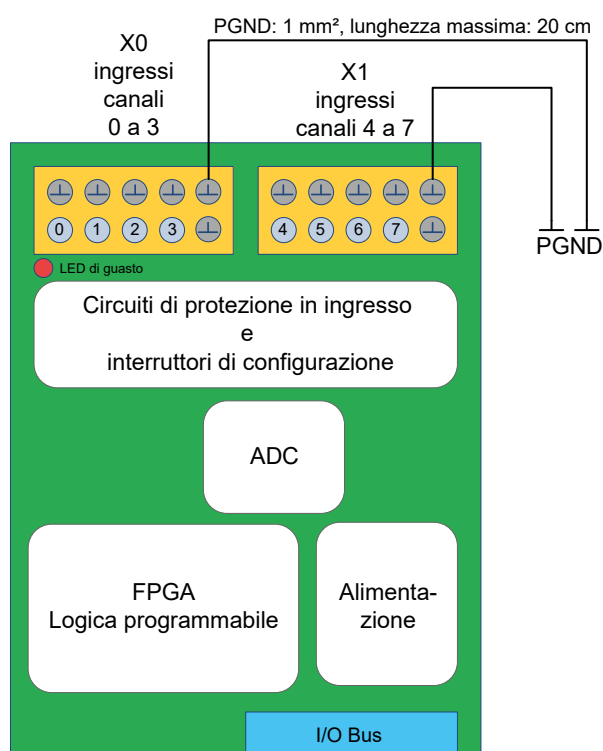 PGND: 1 mm², lunghezza massima: 20 cm
X0
ingressi
canali
0 a 3
X1
ingressi
canali 4 a 7
0 1 2 3
4 5 6 7
PGND
LED di guasto
Circuiti di protezione in ingresso
e
interruttori di configurazione
ADC
FPGA
Logica programmabile
Alimenta-
zione
I/O Bus